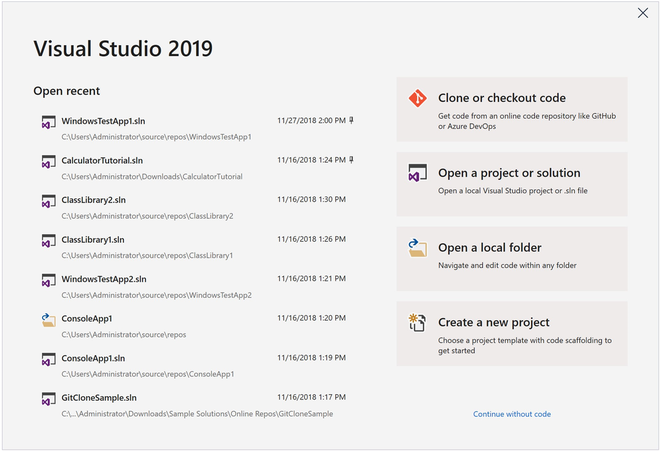 Visual Studio 2019
Open recent
WindowsTestApp1.sln 11/27/2018 2:00 PM
C:\Users\Administrator\source\repos\WindowsTestApp1
CalculatorTutorial.sln 11/16/2018 1:24 PM
C:\Users\Administrator\Downloads\CalculatorTutorial
ClassLibrary2.sln 11/16/2018 1:30 PM
C:\Users\Administrator\source\repos\ClassLibrary2
ClassLibrary1.sln 11/16/2018 1:26 PM
C:\Users\Administrator\source\repos\ClassLibrary1
WindowsTestApp2.sln 11/16/2018 1:21 PM
C:\Users\Administrator\source\repos\WindowsTestApp2
ConsoleApp1 11/16/2018 1:20 PM
C:\Users\Administrator\source\repos
ConsoleApp1.sln 11/16/2018 1:19 PM
C:\Users\Administrator\source\repos\ConsoleApp1
GitCloneSample.sln 11/16/2018 1:17 PM
C:\...\Administrator\Downloads\Sample Solutions\Online Repos\GitCloneSample
Clone or checkout code
Get code from an online code repository like GitHub
or Azure DevOps
Open a project or solution
Open a local Visual Studio project or .sln file
Open a local folder
Navigate and edit code within any folder
Create a new project
Choose a project template with code scaffolding to
get started
Continue without code